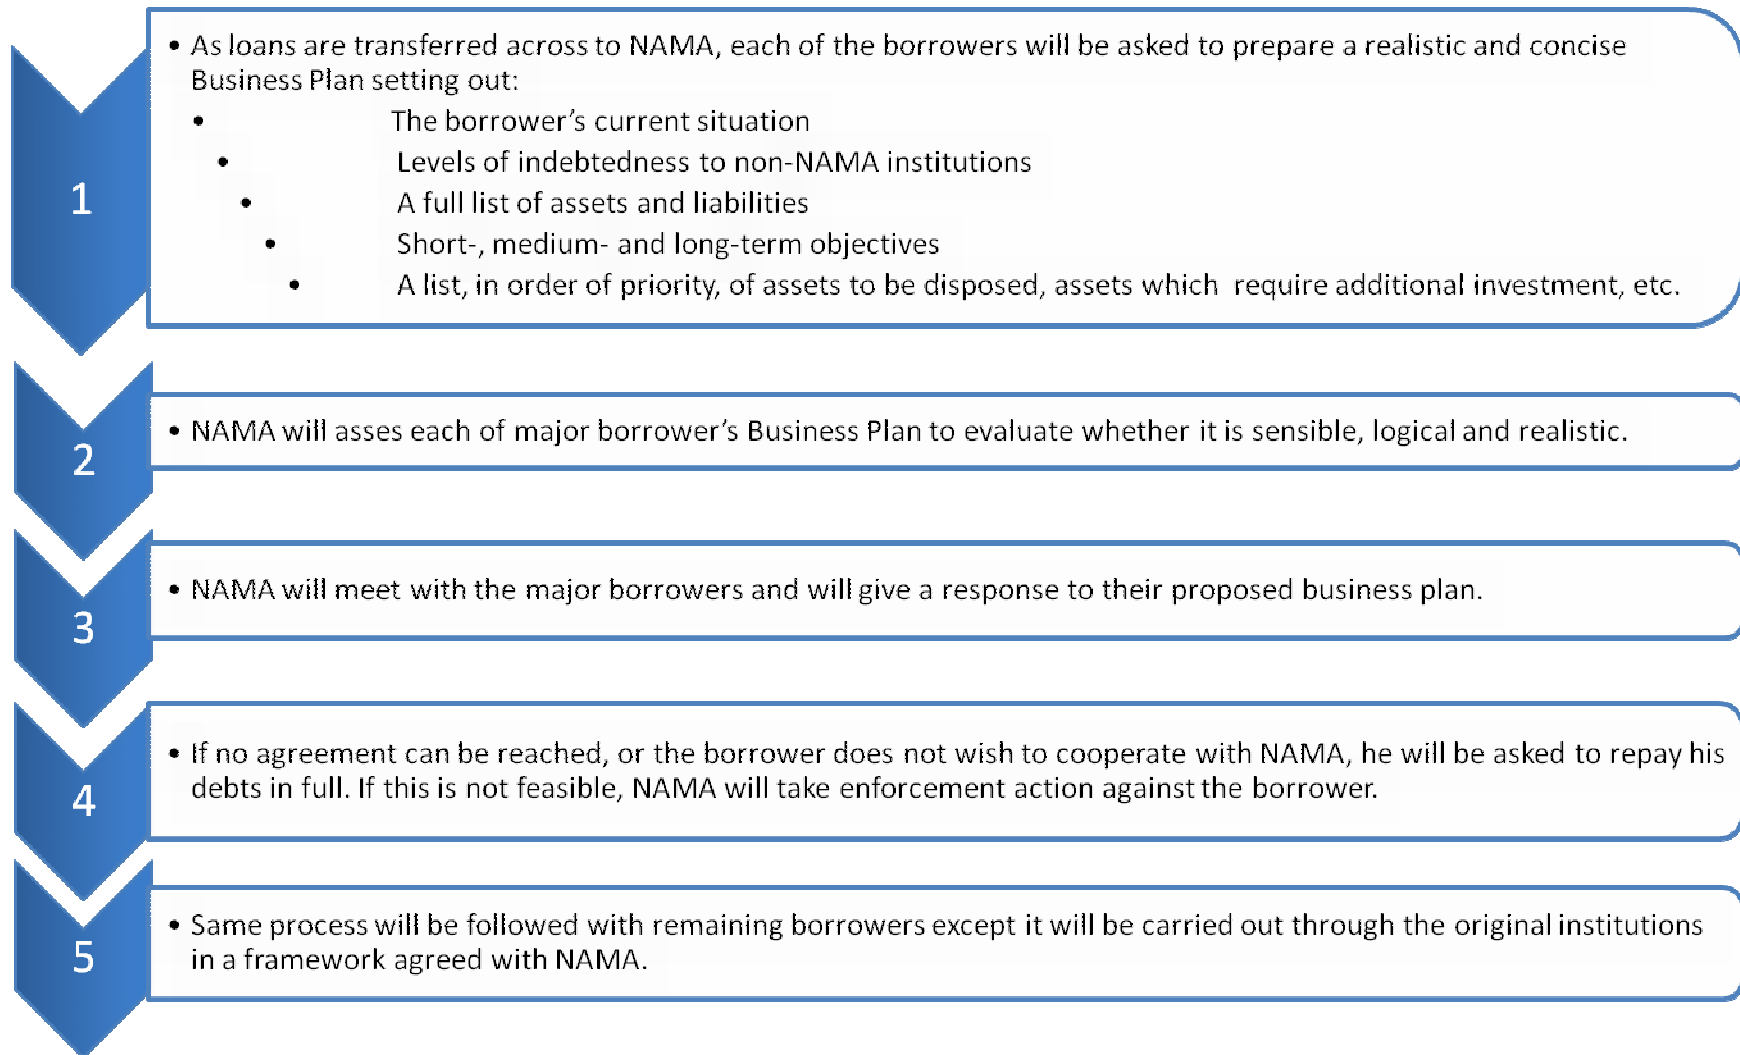 1
• As loans are transferred across to NAMA, each of the borrowers will be asked to prepare a realistic and concise
Business Plan setting out:
• The borrower’s current situation
• Levels of indebtedness to non-NAMA institutions
• A full list of assets and liabilities
• Short-, medium- and long-term objectives
• A list, in order of priority, of assets to be disposed, assets which require additional investment, etc.
2
• NAMA will asses each of major borrower’s Business Plan to evaluate whether it is sensible, logical and realistic.
3
• NAMA will meet with the major borrowers and will give a response to their proposed business plan.
4
• If no agreement can be reached, or the borrower does not wish to cooperate with NAMA, he will be asked to repay his
debts in full. If this is not feasible, NAMA will take enforcement action against the borrower.
5
• Same process will be followed with remaining borrowers except it will be carried out through the original institutions
in a framework agreed with NAMA.